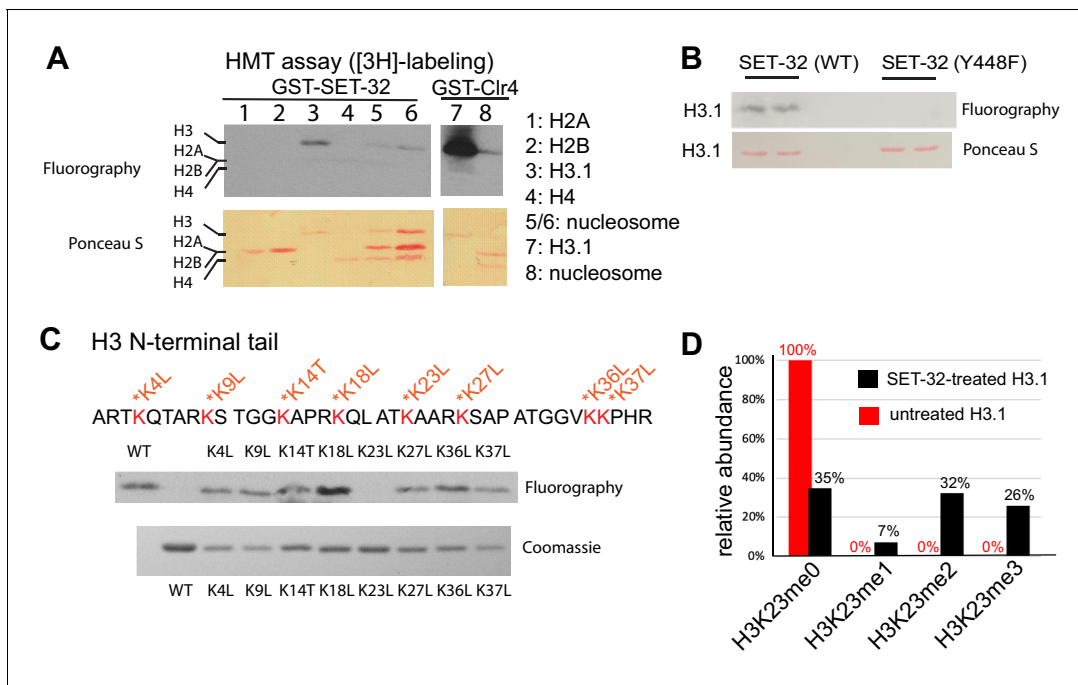 A
HMT assay ([3H]-labeling)
GST-SET-32
GST-Clr4
1 2 3 4 5 6 7 8
H3
H2A
H2B
H4
Fluorography
H3
H2A
H2B
H4
Ponceau S
1: H2A
2: H2B
3: H3.1
4: H4
5/6: nucleosome
7: H3.1
8: nucleosome
B
SET-32 (WT) SET-32 (Y448F)
H3.1 Fluorography
H3.1 Ponceau S
C H3 N-terminal tail
*K4L *K9L *K14T *K18L *K23L *K27L *K36L *K37L
ARTKQTARKS TGGKAPRKQLATKAARKSAP ATGGVKKPHR
WT K4L K9L K14T K18L K23L K27L K36L K37L
Fluorography
Coomassie
WT K4L K9L K14T K18L K23L K27L K36L K37L
D
relative abundance
100%
80%
60%
40%
20%
0%
100%
35%
0% 7%
0% 32%
0% 26%
SET-32-treated H3.1
untreated H3.1
H3K23me0
H3K23me1
H3K23me2
H3K23me3